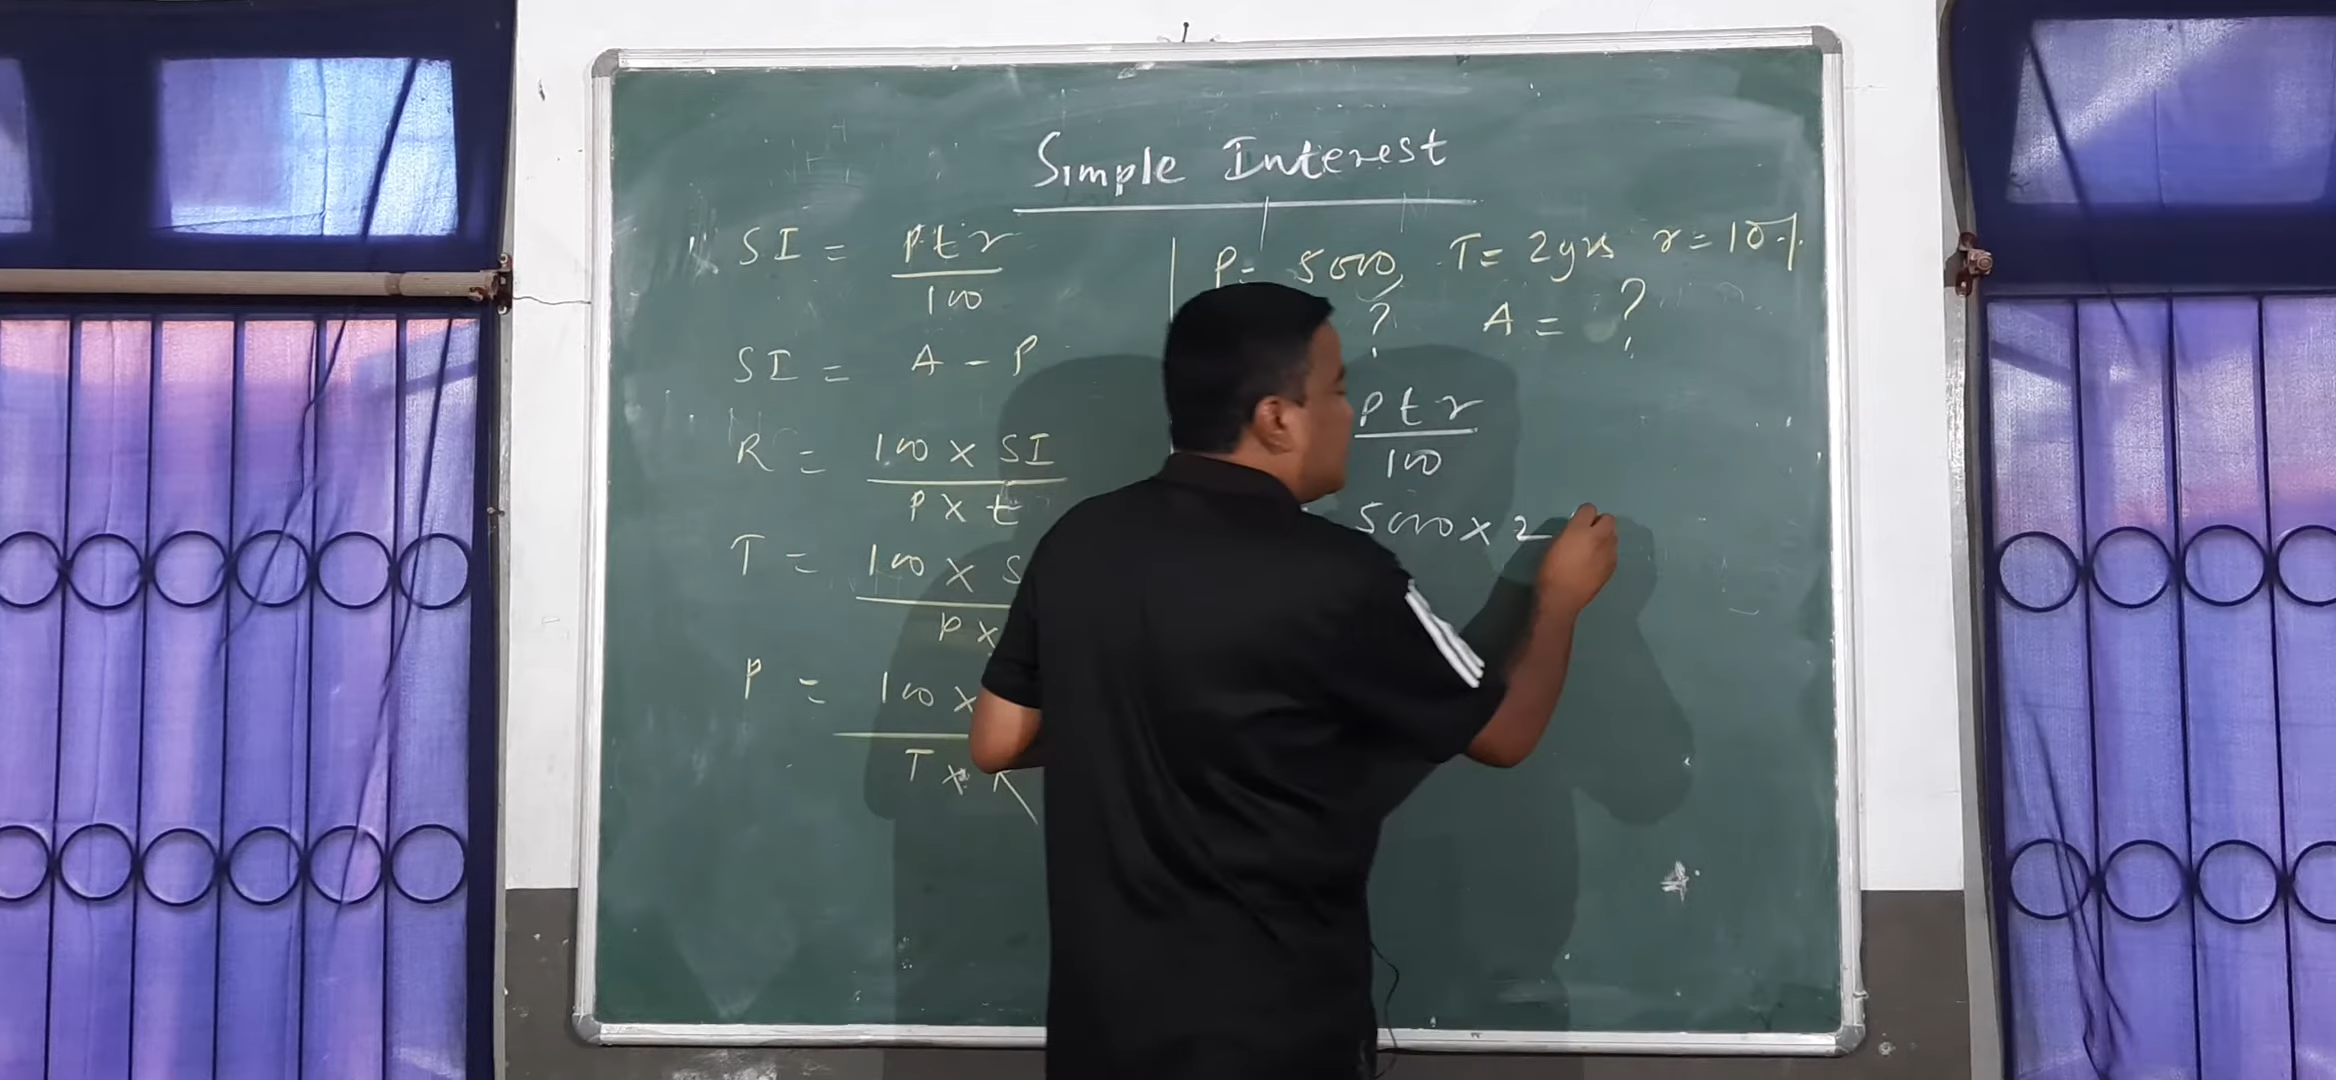 Simple Interest
SI = ptr
100
SI = A - P
R = 100 x SI
P x t
T = 100 x S
P x
P = 100 x
T x
P = 5000, T = 2yrs r = 10%
? A = ?
ptr
100
5000 x 2